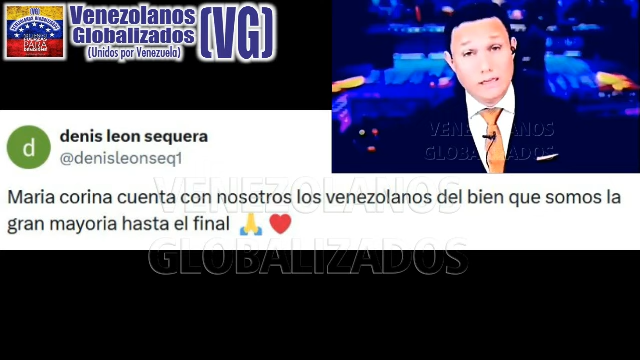 Venezolanos
Globalizados
(Unidos por Venezuela)
(VG)
VENEZOLANOS
GLOBALIZADOS
d
denis leon sequera
@denisleonseq1
Maria corina cuenta con nosotros los venezolanos del bien que somos la
gran mayoria hasta el final 🙏 ❤️
VENEZOLANOS
GLOBALIZADOS